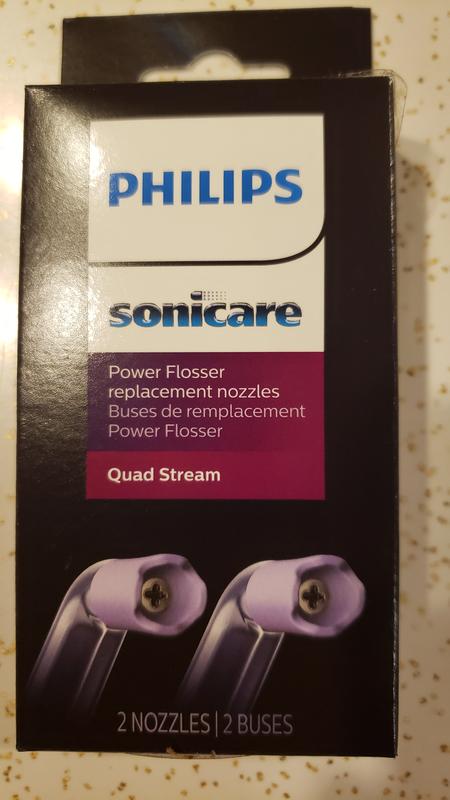 PHILIPS
sonicare
Power Flosser
replacement nozzles
Buses de remplacement
Power Flosser
Quad Stream
2 NOZZLES | 2 BUSES